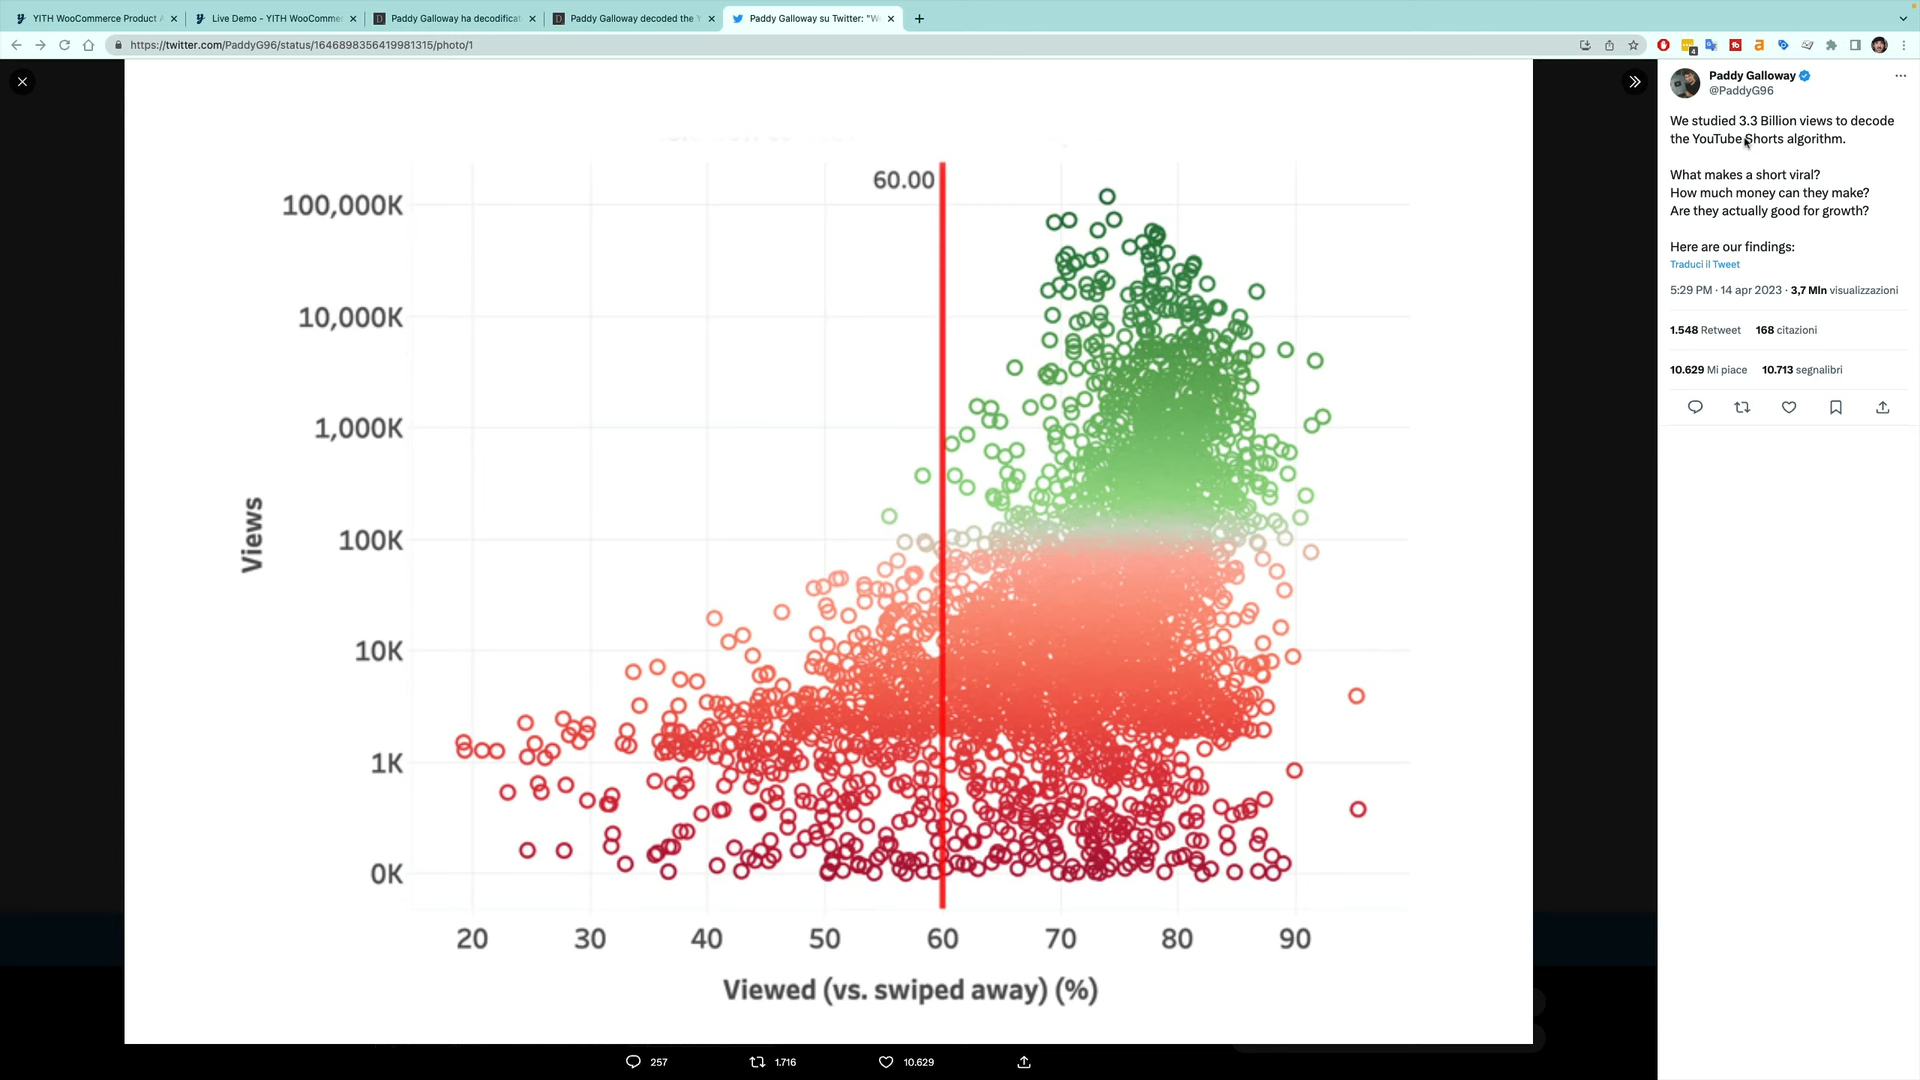 YITH WooCommerce Product A
Live Demo - YITH WooCommer
Paddy Galloway ha decodificat
Paddy Galloway decoded the Y
Paddy Galloway su Twitter: "W
https://twitter.com/PaddyG96/status/1646898356419981315/photo/1
60.00
100,000K
10,000K
1,000K
100K
10K
1K
0K
Views
20 30 40 50 60 70 80 90
Viewed (vs. swiped away) (%)
257 1.716 10.629
Paddy Galloway
@PaddyG96
We studied 3.3 Billion views to decode
the YouTube Shorts algorithm.
What makes a short viral?
How much money can they make?
Are they actually good for growth?
Here are our findings:
Traduci il Tweet
5:29 PM · 14 apr 2023 · 3,7 Mln visualizzazioni
1.548 Retweet 168 citazioni
10.629 Mi piace 10.713 segnalibri